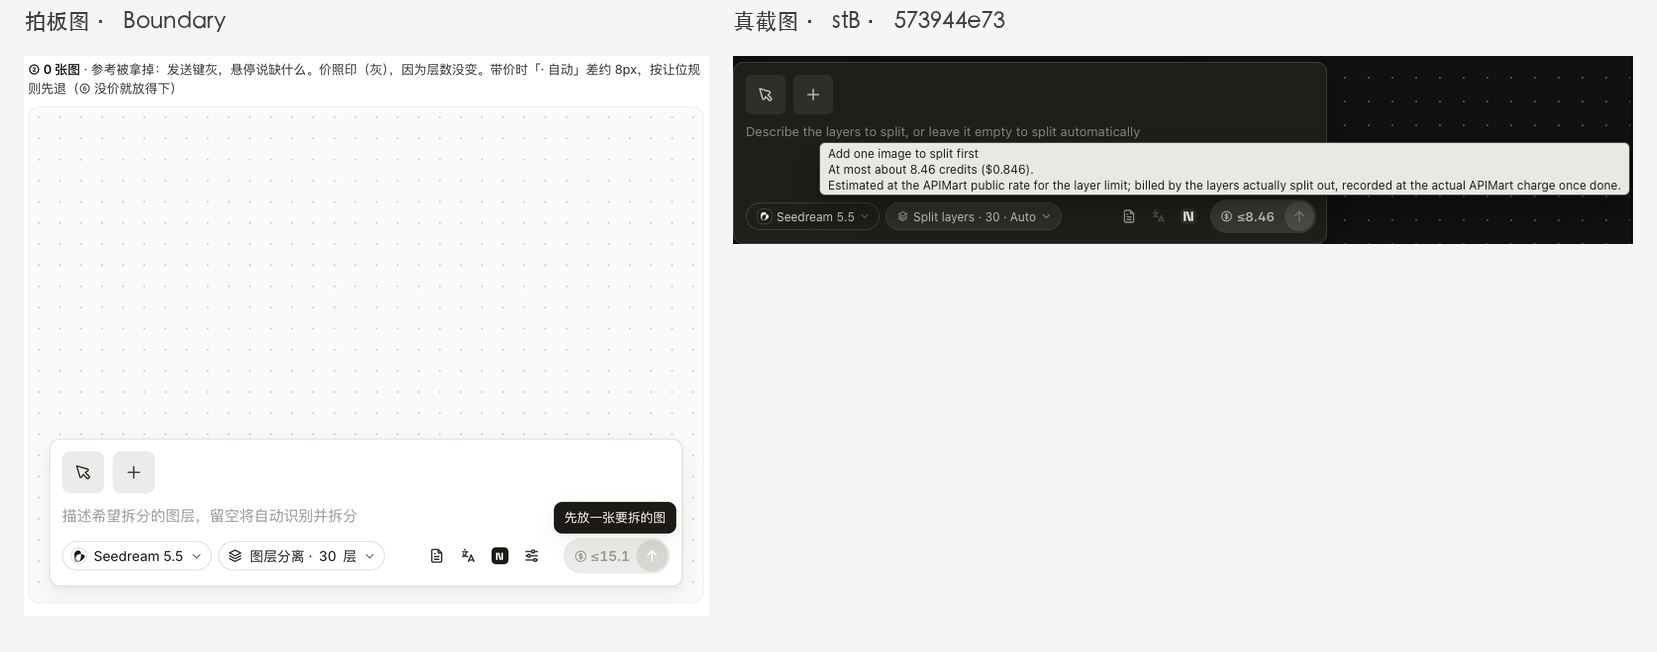 拍板图 · Boundary
② 0 张图 · 参考被拿掉：发送键灰，悬停说缺什么。价照印（灰），因为层数没变。带价时「· 自动」差约 8px，按让位规
则先退（⑥ 没价就放得下）
描述希望拆分的图层，留空将自动识别并拆分
先放一张要拆的图
Seedream 5.5
图层分离 · 30 层
N
≤15.1
真截图 · stB · 573944e73
Describe the layers to split, or leave it empty to split automatically
Add one image to split first
At most about 8.46 credits ($0.846).
Estimated at the APIMart public rate for the layer limit; billed by the layers actually split out, recorded at the actual APIMart charge once done.
Seedream 5.5
Split layers · 30 · Auto
N
≤8.46